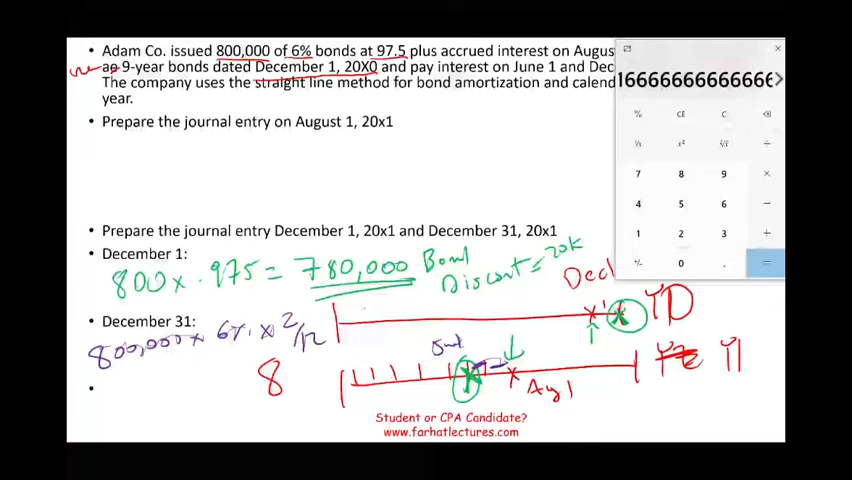 • Adam Co. issued 800,000 of 6% bonds at 97.5 plus accrued interest on Augus
9-year bonds dated December 1, 20X0 and pay interest on June 1 and Dec
The company uses the straight line method for bond amortization and calend
year.
• Prepare the journal entry on August 1, 20x1
• Prepare the journal entry December 1, 20x1 and December 31, 20x1
• December 1:
800 x .975 = 780,000 Bond
Discount = 20K
Dec 1
• December 31:
800,000 x 6% x 2/12
8
Aug 1
Y1
•
Student or CPA Candidate?
www.farhatlectures.com
166666666666666
% CE C
7 8 9 ×
4 5 6 −
1 2 3 +
+/- 0 . =